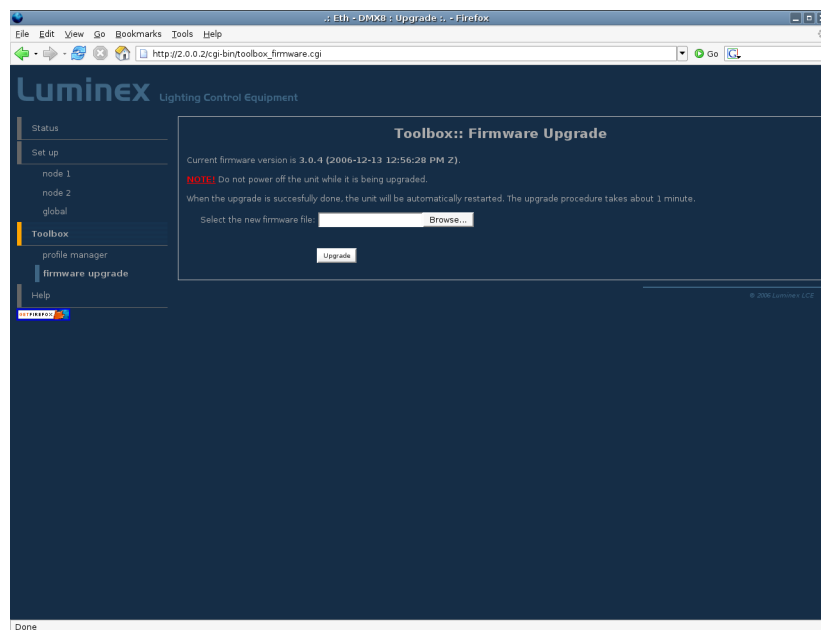 .: Eth - DMX8 : Upgrade :. - Firefox
File Edit View Go Bookmarks Tools Help
http://2.0.0.2/cgi-bin/toolbox_firmware.cgi
Go
G
Luminex Lighting Control Equipment
Status
Set up
node 1
node 2
global
Toolbox
profile manager
firmware upgrade
Help
GETFIREFOX
Toolbox:: Firmware Upgrade
Current firmware version is 3.0.4 (2006-12-13 12:56:28 PM Z).
NOTE! Do not power off the unit while it is being upgraded.
When the upgrade is succesfully done, the unit will be automatically restarted. The upgrade procedure takes about 1 minute.
Select the new firmware file: Browse...
Upgrade
© 2006 Luminex LCE
Done